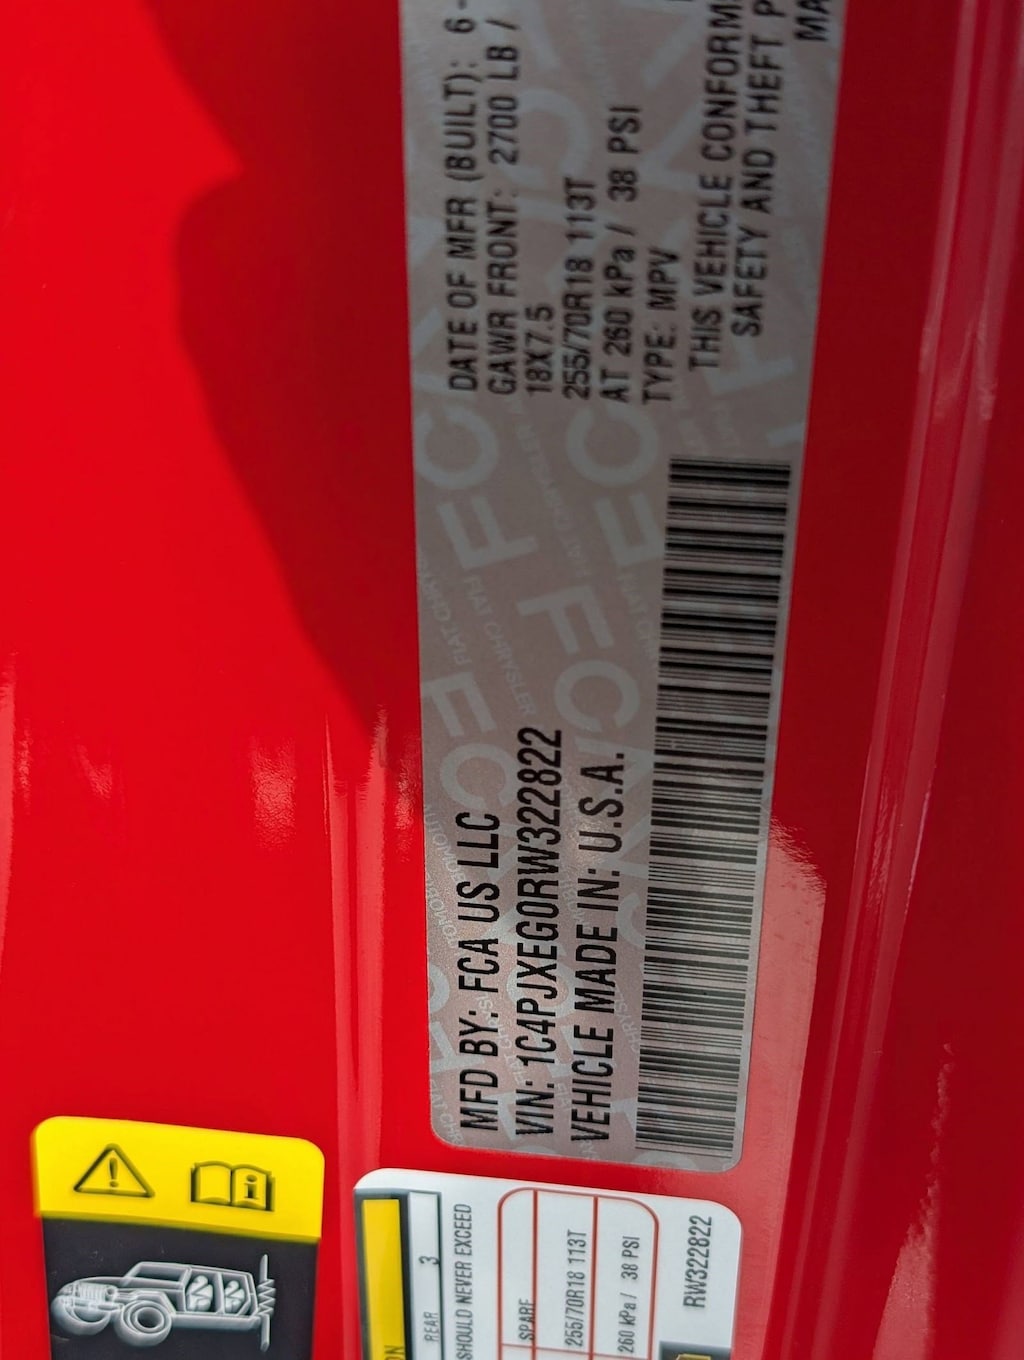 MFD BY: FCA US LLC
VIN: 1C4PJXEG0RW322822
VEHICLE MADE IN: U.S.A.
DATE OF MFR (BUILT): 6-
GAWR FRONT: 2700 LB /
18X7.5
255/70R18 113T
AT 260 kPa / 38 PSI
TYPE: MPV
THIS VEHICLE CONFORM
SAFETY AND THEFT P
MA
REAR 3
SHOULD NEVER EXCEED
SPARE
255/70R18 113T
260 kPa / 38 PSI
RW322822